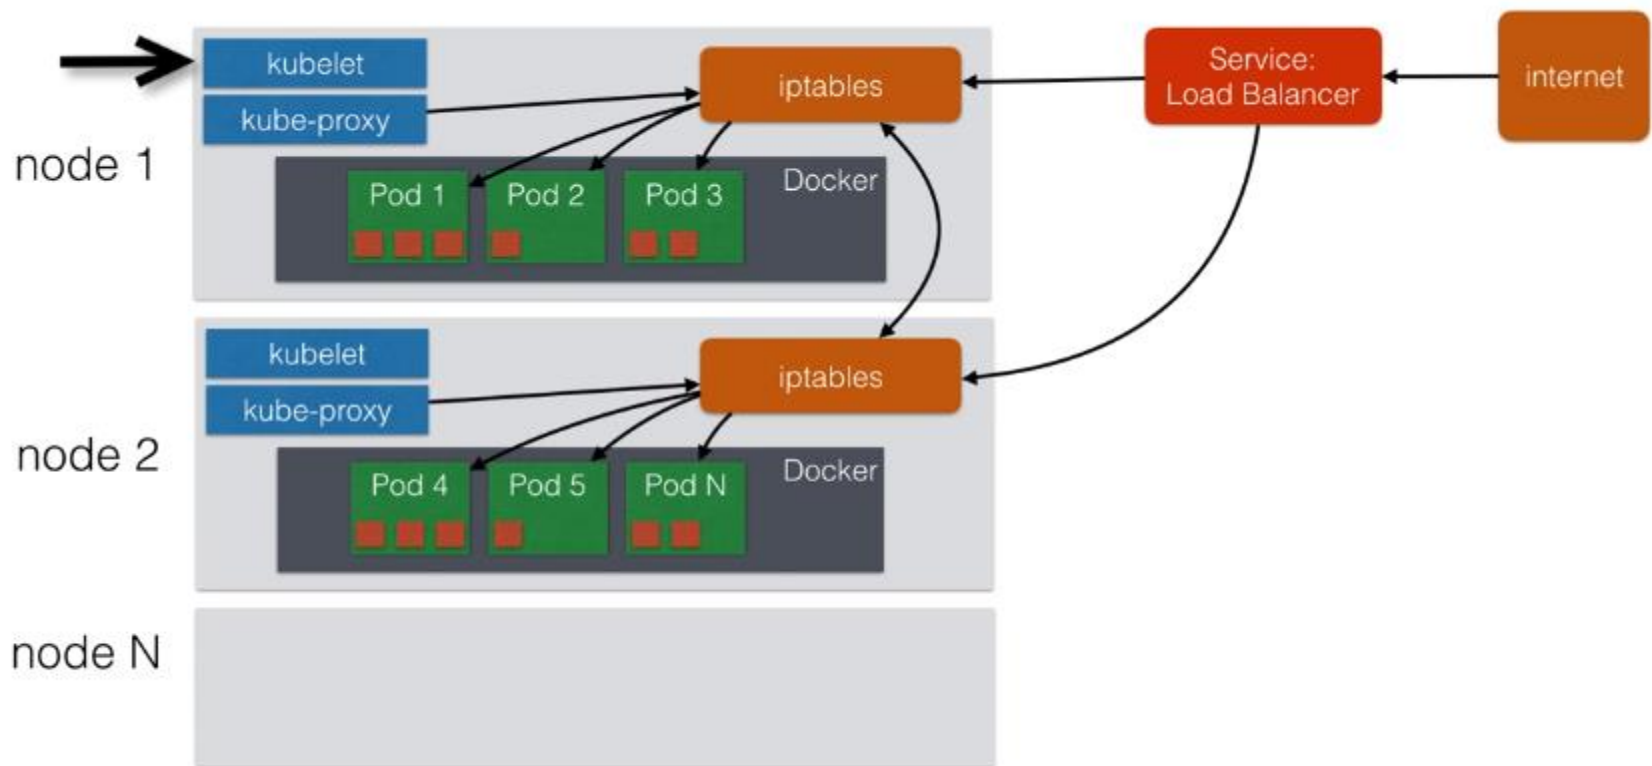 kubelet
kube-proxy
iptables
Service:
Load Balancer
internet
node 1
Docker
Pod 1
Pod 2
Pod 3
kubelet
kube-proxy
iptables
node 2
Docker
Pod 4
Pod 5
Pod N
node N